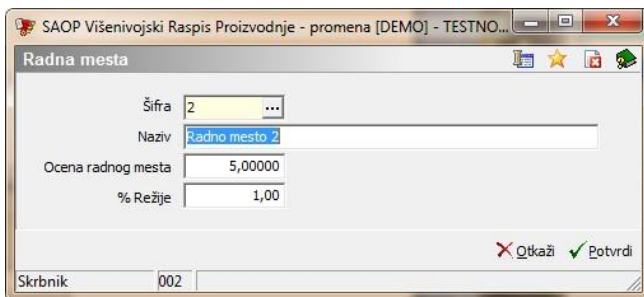 SAOP Višenivojski Raspis Proizvodnje - promena [DEMO] - TESTNO...
Radna mesta
Šifra 2 ...
Naziv Radno mesto 2
Ocena radnog mesta 5,00000
% Režije 1,00
Otkaži Potvrdi
Skrbnik 002